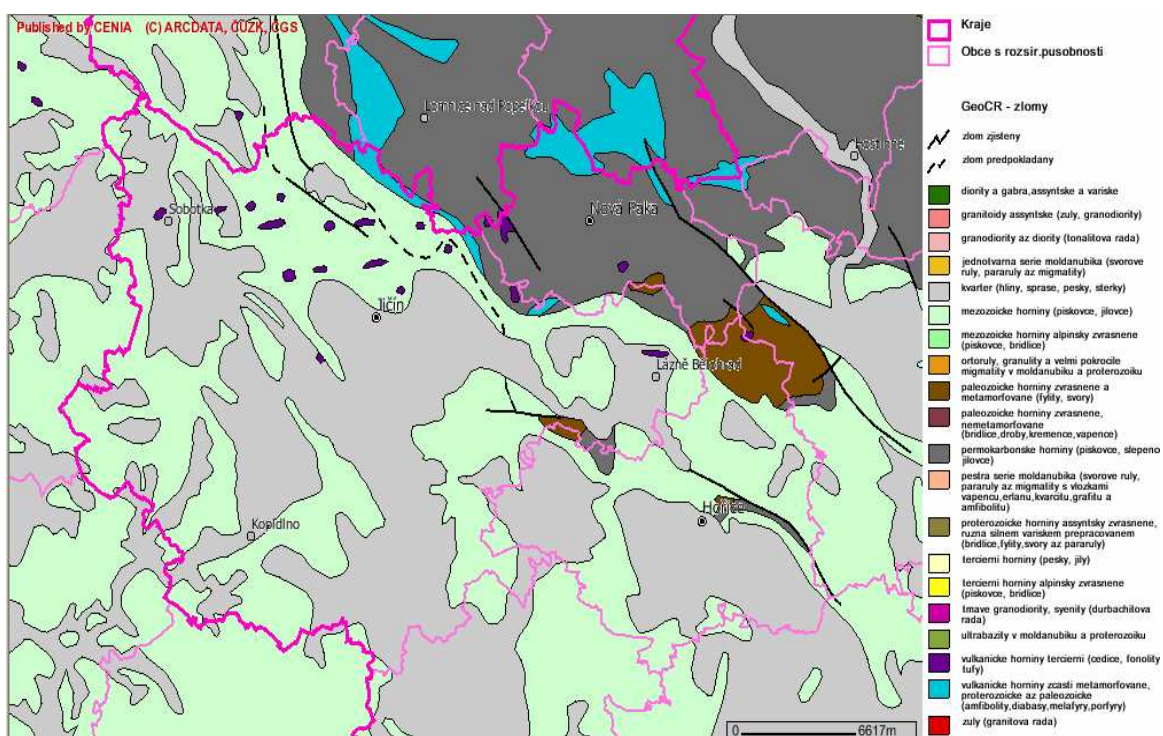 Published by CENIA (C) ARCDATA, ČÚZK, ČGS
Lomnice nad Popelkou
Hostinné
Sobotka
Nová Paka
Jičín
Lázně Bělohrad
Kopidlno
Hořice
0 6617m
Kraje
Obce s rozsir.pusobnosti
GeoCR - zlomy
zlom zjisteny
zlom predpokladany
diority a gabra,assyntske a variske
granitoidy assyntske (zuly, granodiority)
granodiority az diority (tonalitova rada)
jednotvarna serie moldanubika (svorove
ruly, pararuly az migmatity)
kvarter (hliny, sprase, pesky, sterky)
mezozoicke horniny (piskovce, jilovce)
mezozoicke horniny alpinsky zvrasnene
(piskovce, bridlice)
ortoruly, granulity a velmi pokrocile
migmatity v moldanubiku a proterozoiku
paleozoicke horniny zvrasnene a
metamorfovane (fylity, svory)
paleozoicke horniny zvrasnene,
nemetamorfovane
(bridlice,droby,kremence,vapence)
permokarbonske horniny (piskovce, slepenc
jilovce)
pestra serie moldanubika (svorove ruly,
pararuly az migmatity s vlozkami
vapencu,erlanu,kvarcitu,grafitu a
amfibolitu)
proterozoicke horniny assyntsky zvrasnene,
ruzna silnem variskem prepracovanem
(bridlice,fylity,svory az pararuly)
tercierni horniny (pesky, jily)
tercierni horniny alpinsky zvrasnene
(piskovce, bridlice)
tmave granodiority, syenity (durbachitova
rada)
ultrabazity v moldanubiku a proterozoiku
vulkanicke horniny tercierni (cedice, fonolity
tufy)
vulkanicke horniny zcasti metamorfovane,
proterozoicke az paleozoicke
(amfibolity,diabasy,melafyry,porfyry)
zuly (granitova rada)